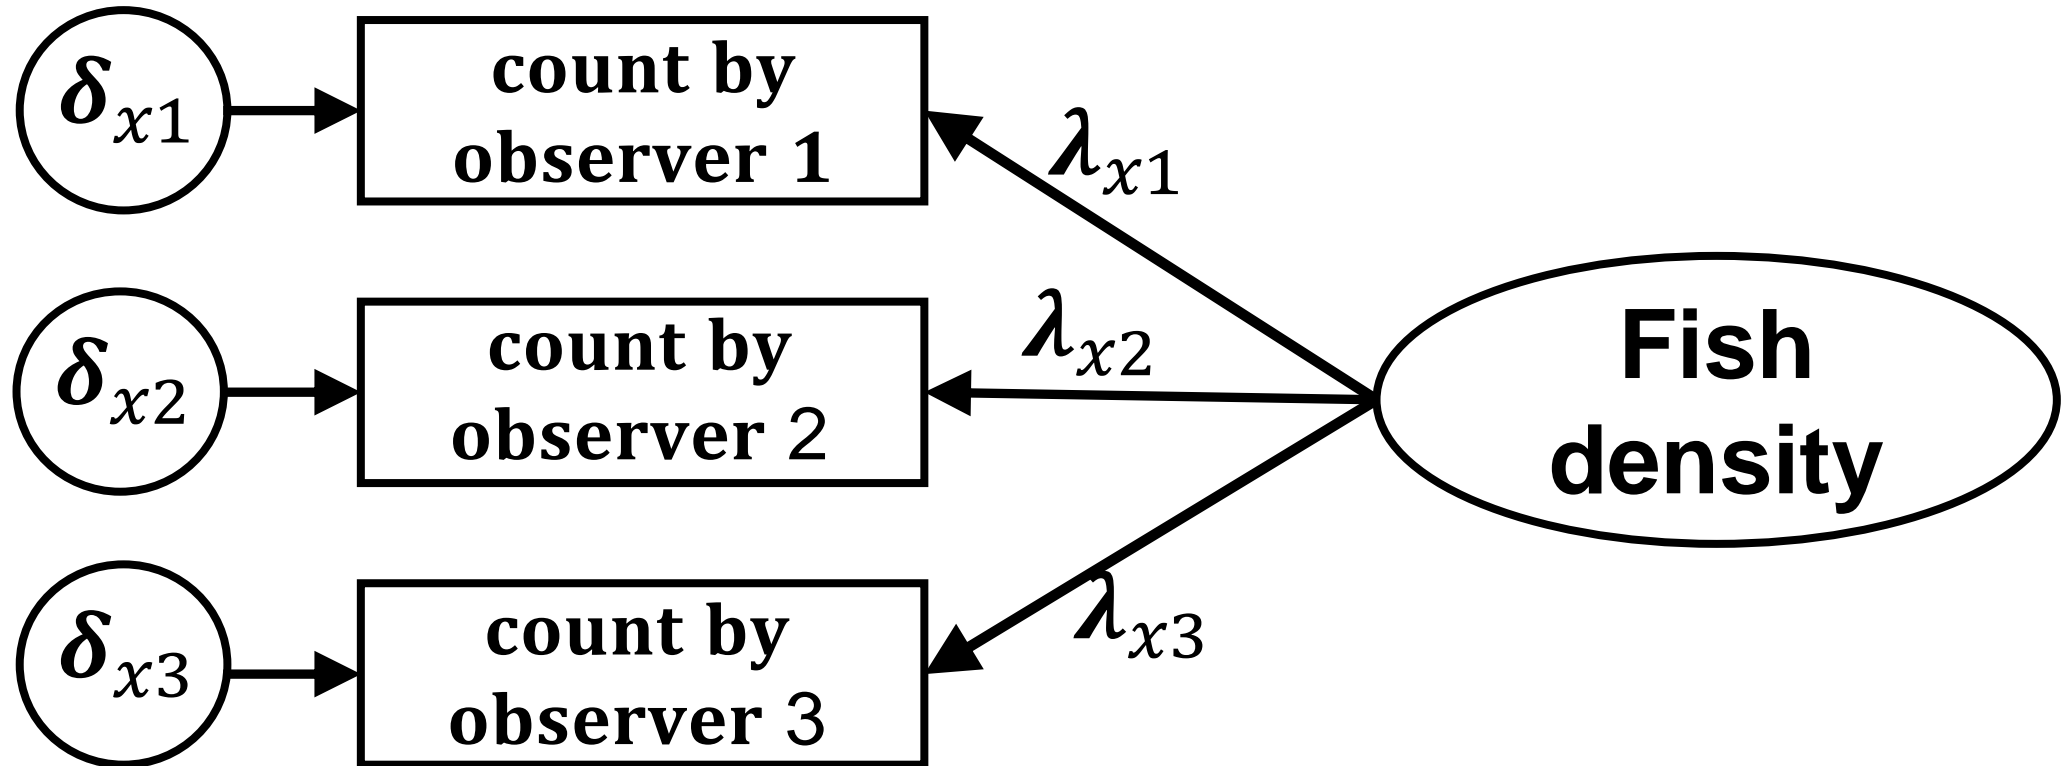 δx1
count by
observer 1
λx1
δx2
count by
observer 2
λx2
Fish
density
δx3
count by
observer 3
λx3